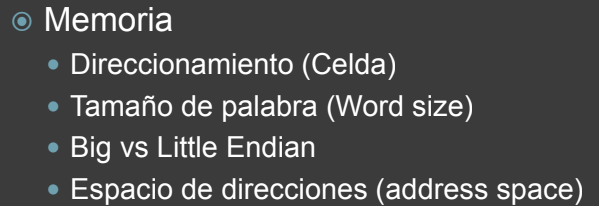 Memoria
Direccionamiento (Celda)
Tamaño de palabra (Word size)
Big vs Little Endian
Espacio de direcciones (address space)